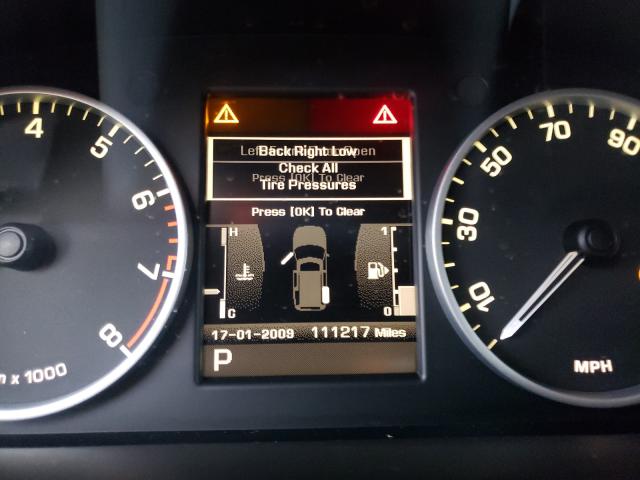 Back Right Low
Check All
Tire Pressures
Press [OK] To Clear
Press [OK] To Clear
H
1
C
0
17-01-2009 111217 Miles
P
4
5
6
7
8
x 1000
10
30
50
70
90
MPH